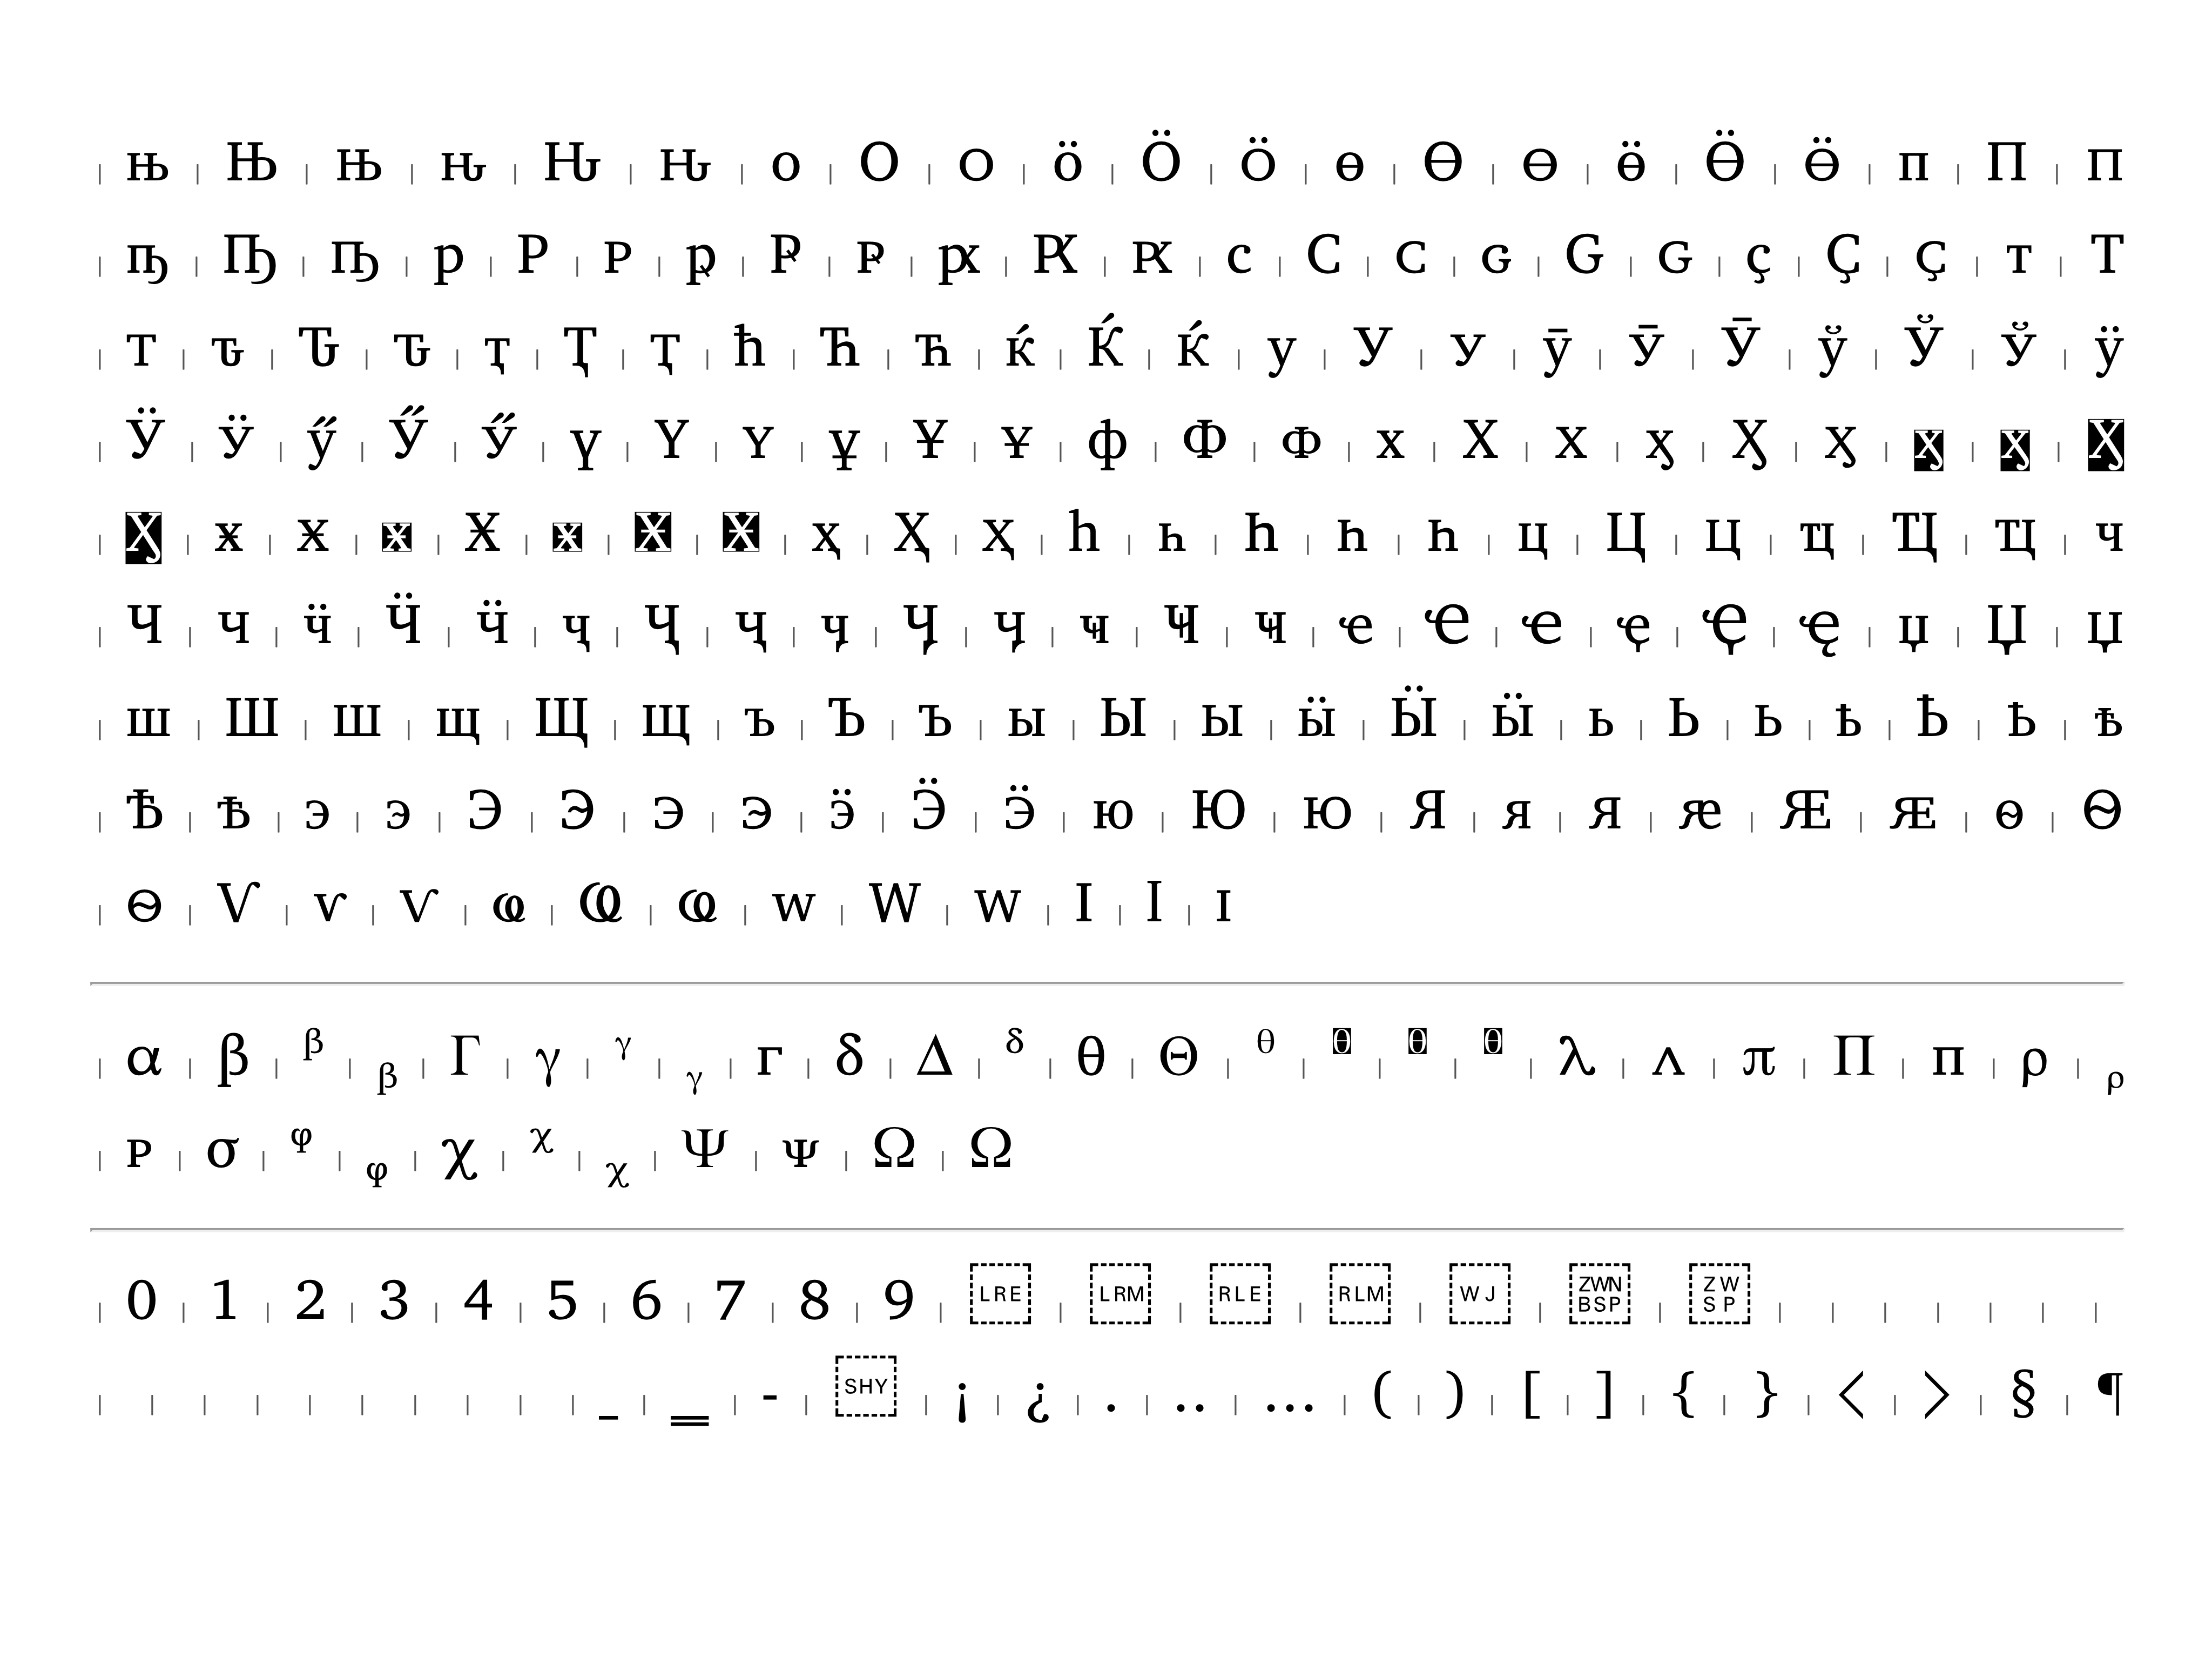 њ Њ њ ԋ Ԋ ԋ о О о ӧ Ӧ ӧ ө Ө ө ӫ Ӫ ӫ п П п
ҧ Ҧ ҧ р Р р ҏ Ҏ ҏ ԗ Ԗ ԗ с С с ԍ Ԍ ԍ ҫ Ҫ ҫ т Т
т ԏ Ԏ ԏ ҭ Ҭ ҭ ћ Ћ ћ ќ Ќ ќ у У у ӯ Ӯ Ӯ ў Ў ў ӱ
Ӱ ӱ ӳ Ӳ ӳ ү Ү ү ұ Ұ ұ ф Ф ф х Х х ӽ Ӽ ӽ ӽ ӽ Ӽ
Ӽ ӿ ӿ ӿ Ӿ ӿ Ӿ Ӿ ҳ Ҳ ҳ һ һ Һ һ һ ц Ц ц ҵ Ҵ ҵ ч
Ч ч ӵ Ӵ ӵ ҷ Ҷ ҷ ӌ Ӌ ӌ ҹ Ҹ ҹ ҽ Ҽ ҽ ҿ Ҿ ҿ џ Џ џ
ш Ш ш щ Щ щ ъ Ъ ъ ы Ы ы ӹ Ӹ ӹ ь Ь ь ҍ Ҍ ҍ ѣ
Ѣ ѣ э э Э Э э э ӭ Ӭ ӭ ю Ю ю Я я я ԙ Ԙ ԙ ѳ Ѳ
ѳ Ѵ ѵ ѵ ҩ Ҩ ҩ ԝ Ԝ ԝ І Ӏ ı
α β ᵝ ᵦ Γ γ ᵞ ᵧ г δ Δ ᵟ θ Θ ᶿ ᶿ ᶿ ᶿ λ ʌ π Π п ρ ᵨ
ᴩ σ ᵠ ᵩ χ ᵡ ᵪ Ψ ᴪ Ω Ω
0 1 2 3 4 5 6 7 8 9 LRE LRM RLE RLM WJ ZWN BSP ZW SP
_ ‗ - SHY ¡ ¿ . ‥ … ( ) [ ] { } 〈 〉 § ¶